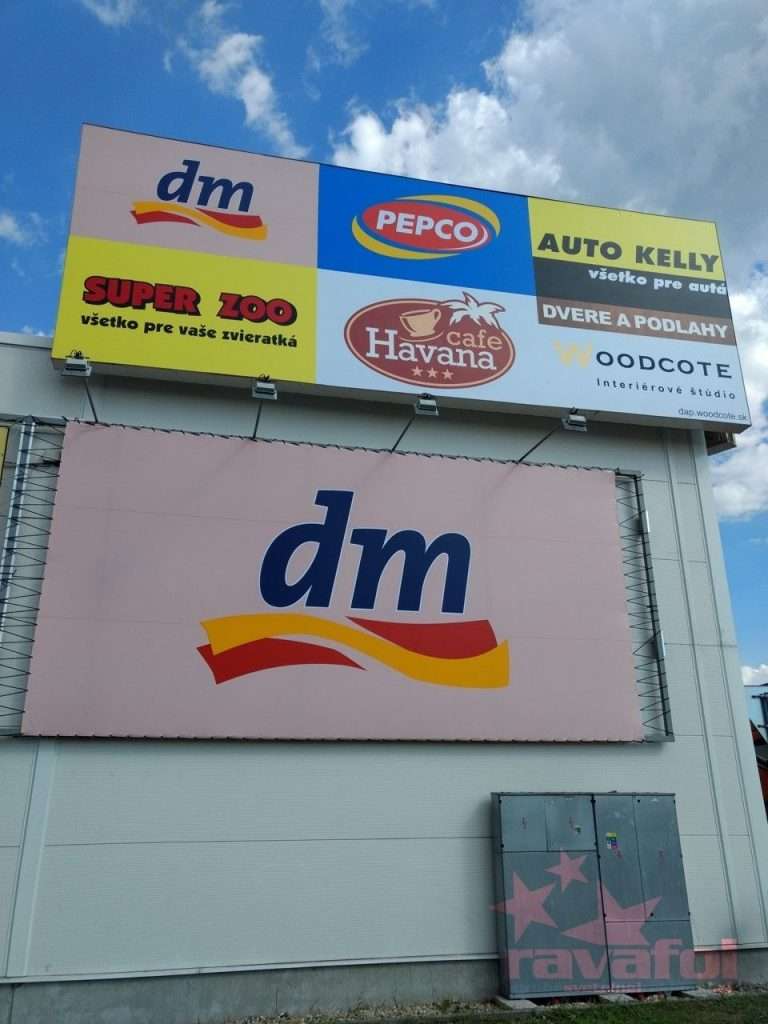 dm
PEPCO
AUTO KELLY
všetko pre autá
SUPER ZOO
všetko pre vaše zvieratká
cafe
Havana
DVERE A PODLAHY
WOODCOTE
Interiérové štúdio
dap.woodcote.sk
dm
ravafol